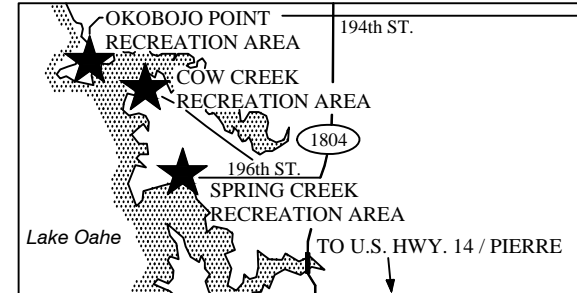 OKOBOJO POINT
RECREATION AREA
194th ST.
COW CREEK
RECREATION AREA
1804
196th ST.
SPRING CREEK
RECREATION AREA
Lake Oahe
TO U.S. HWY. 14 / PIERRE